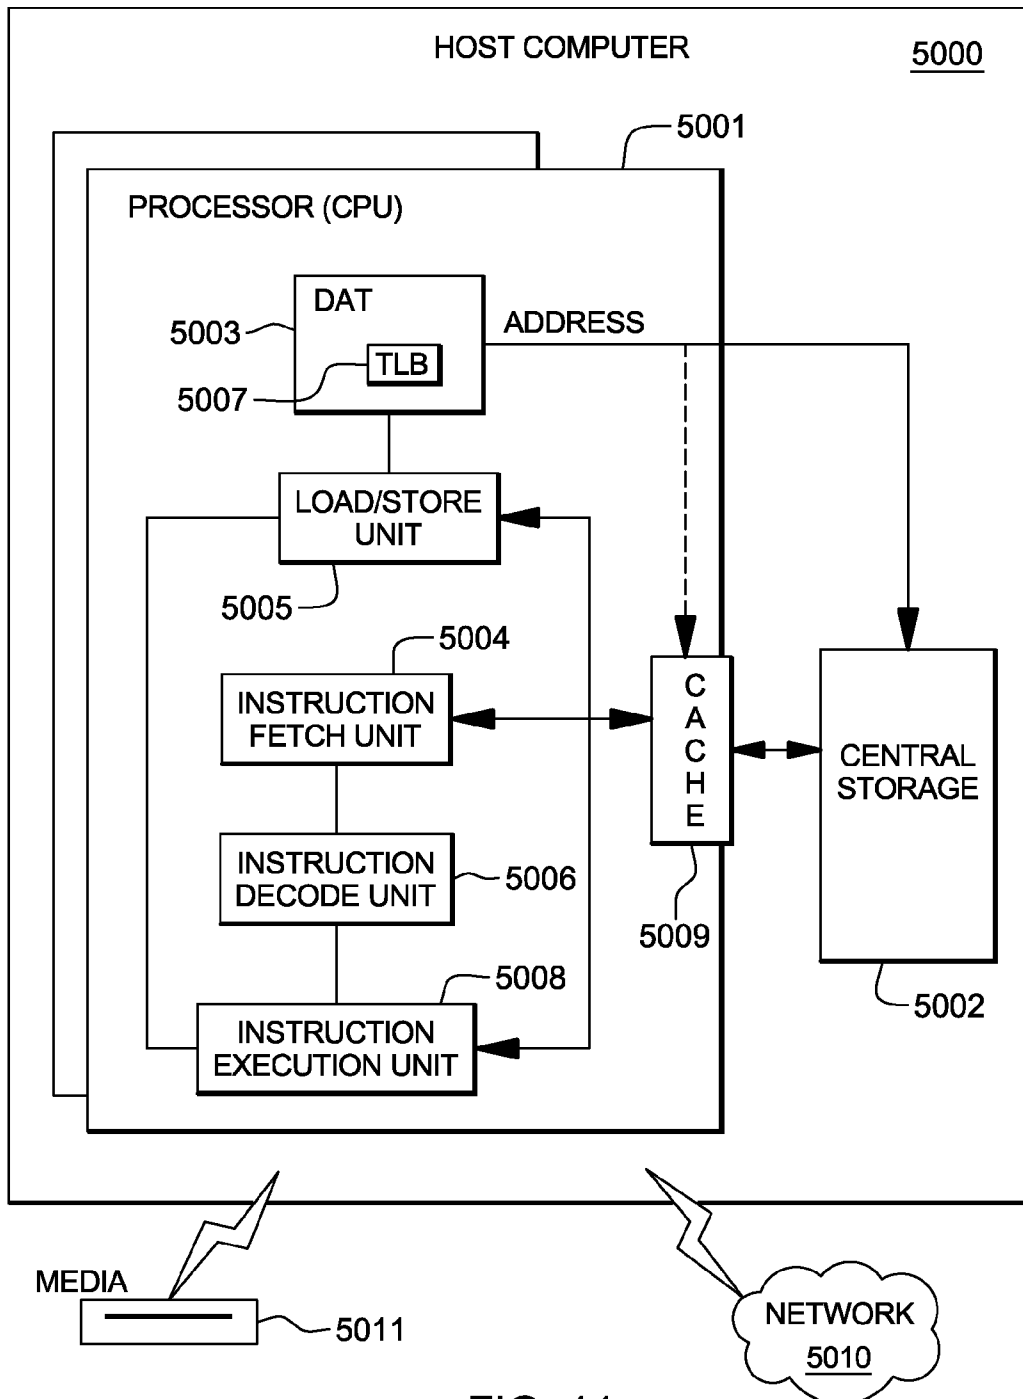 HOST COMPUTER
5000
5001
PROCESSOR (CPU)
DAT
5003
ADDRESS
TLB
5007
LOAD/STORE
UNIT
5005
5004
INSTRUCTION
FETCH UNIT
CACHE
CENTRAL
STORAGE
INSTRUCTION
DECODE UNIT
5006
5009
5008
5002
INSTRUCTION
EXECUTION UNIT
MEDIA
5011
NETWORK
5010